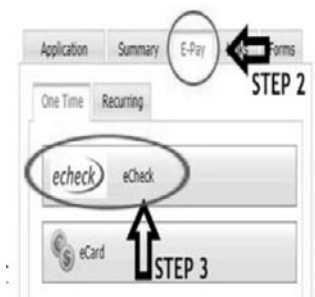 Application Summary E-Pay Forms
STEP 2
One Time Recurring
echeck eCheck
eCard
STEP 3